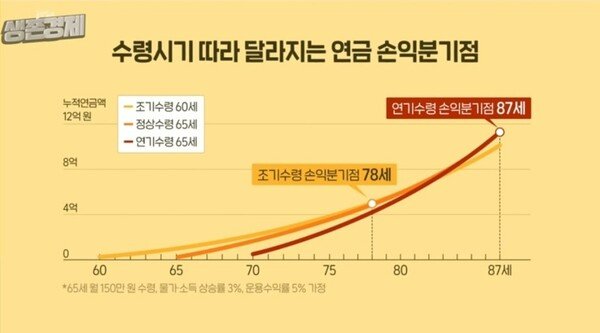 생존경제
수령시기 따라 달라지는 연금 손익분기점
누적연금액
12억 원
8억
4억
0
조기수령 60세
정상수령 65세
연기수령 65세
연기수령 손익분기점 87세
조기수령 손익분기점 78세
60 65 70 75 80 87세
*65세 월 150만 원 수령, 물가·소득 상승률 3%, 운용수익률 5% 가정